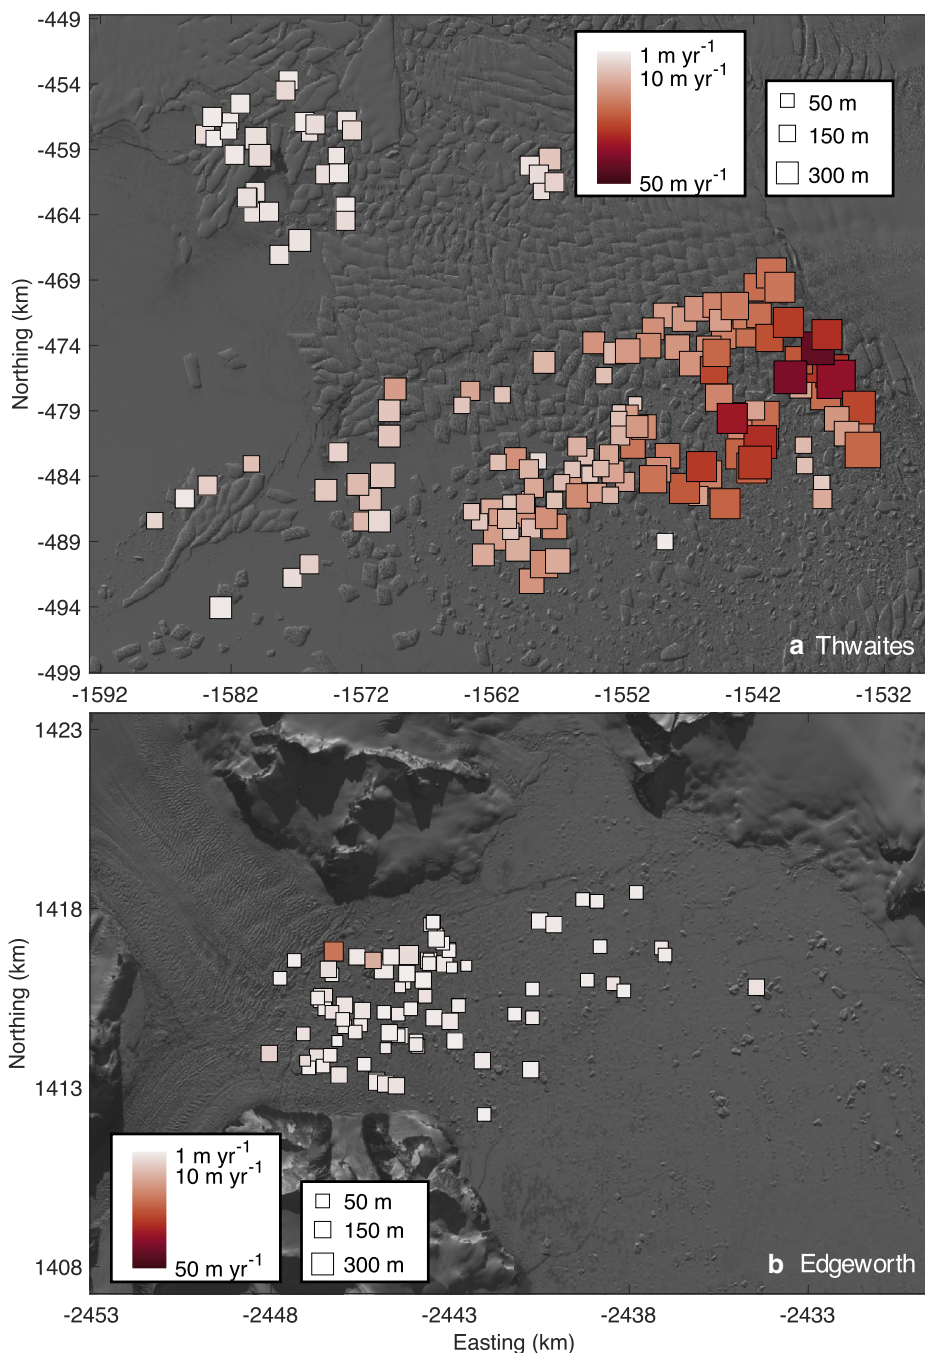 -449
-454
-459
-464
-469
-474
-479
-484
-489
-494
-499
Northing (km)
1 m yr-1
10 m yr-1
50 m yr-1
50 m
150 m
300 m
a Thwaites
-1592 -1582 -1572 -1562 -1552 -1542 -1532
1423
1418
1413
1408
Northing (km)
1 m yr-1
10 m yr-1
50 m yr-1
50 m
150 m
300 m
b Edgeworth
-2453 -2448 -2443 -2438 -2433
Easting (km)